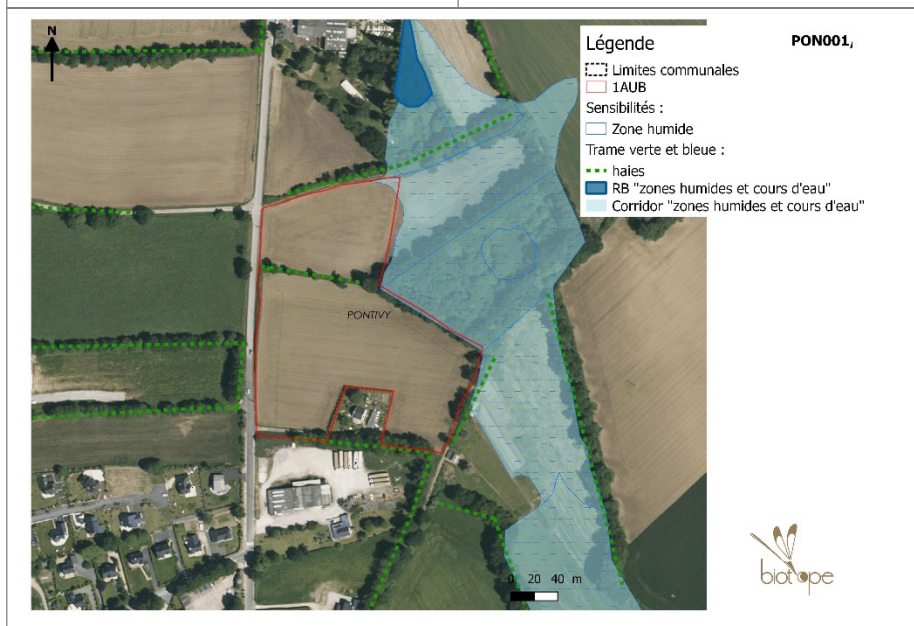 N
Légende
PON001,
Limites communales
1AUB
Sensibilités :
Zone humide
Trame verte et bleue :
haies
RB "zones humides et cours d'eau"
Corridor "zones humides et cours d'eau"
PONTIVY
0 20 40 m
biotope